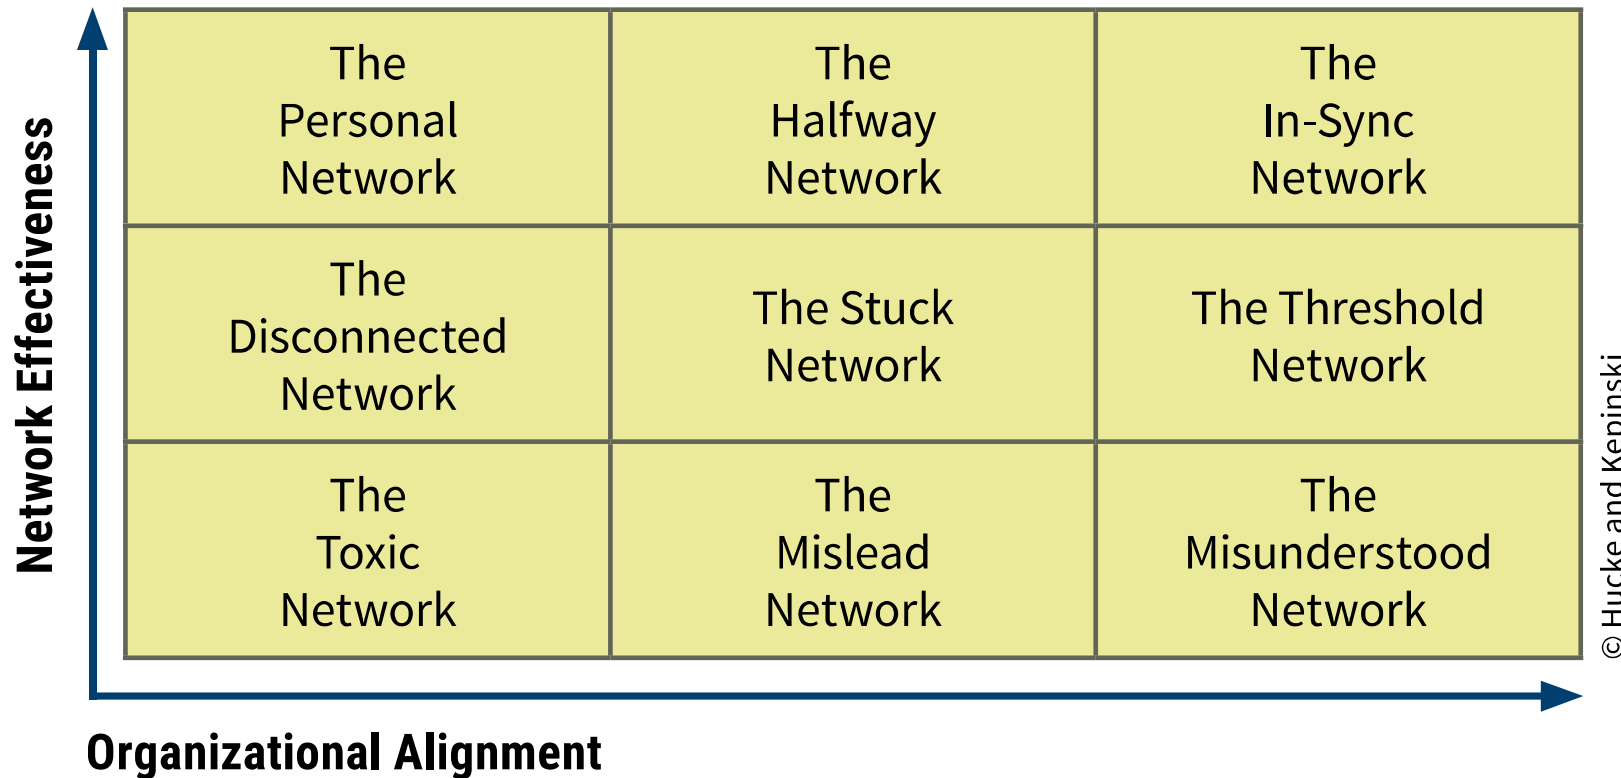 Network Effectiveness
The
Personal
Network
The
Halfway
Network
The
In-Sync
Network
The
Disconnected
Network
The Stuck
Network
The Threshold
Network
The
Toxic
Network
The
Mislead
Network
The
Misunderstood
Network
© Hucke and Kepinski
Organizational Alignment